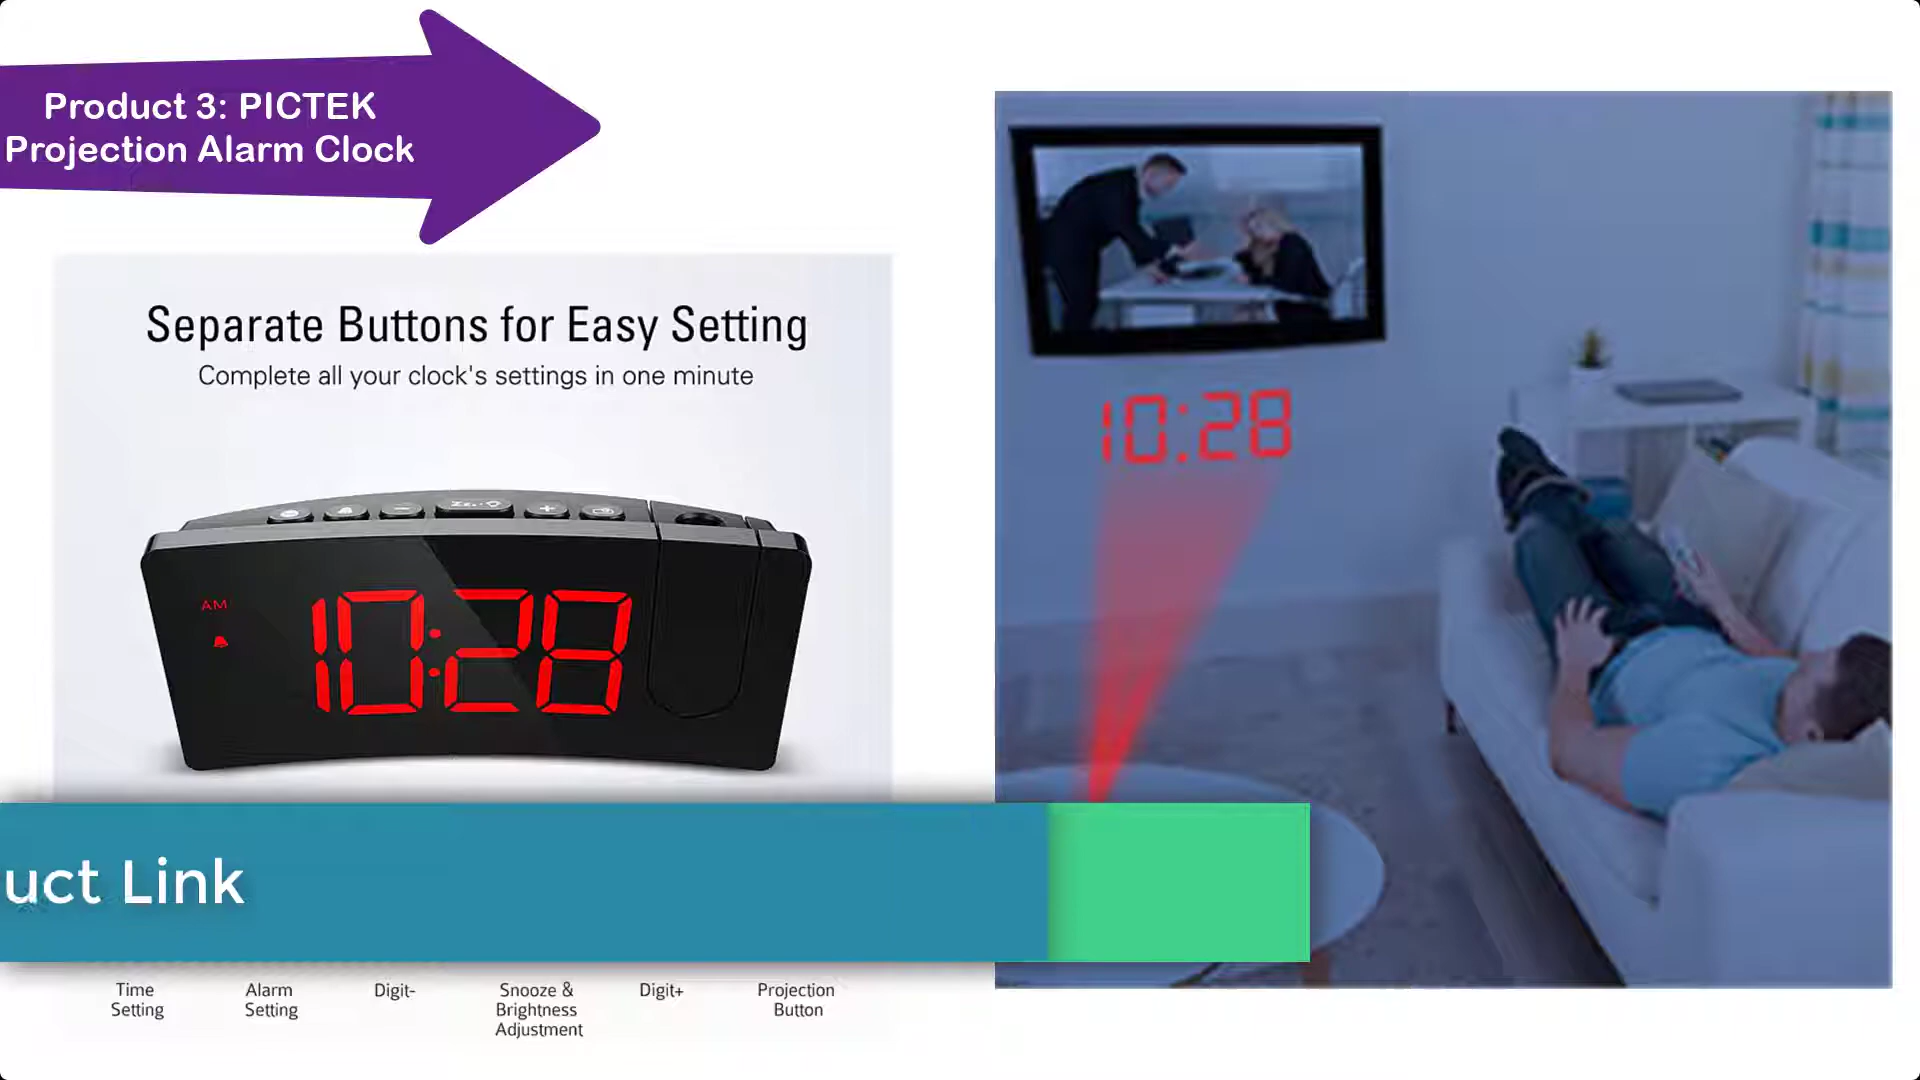 Product 3: PICTEK
Projection Alarm Clock
Separate Buttons for Easy Setting
Complete all your clock's settings in one minute
AM
10:28
10:28
uct Link
Time
Setting
Alarm
Setting
Digit-
Snooze &
Brightness
Adjustment
Digit+
Projection
Button